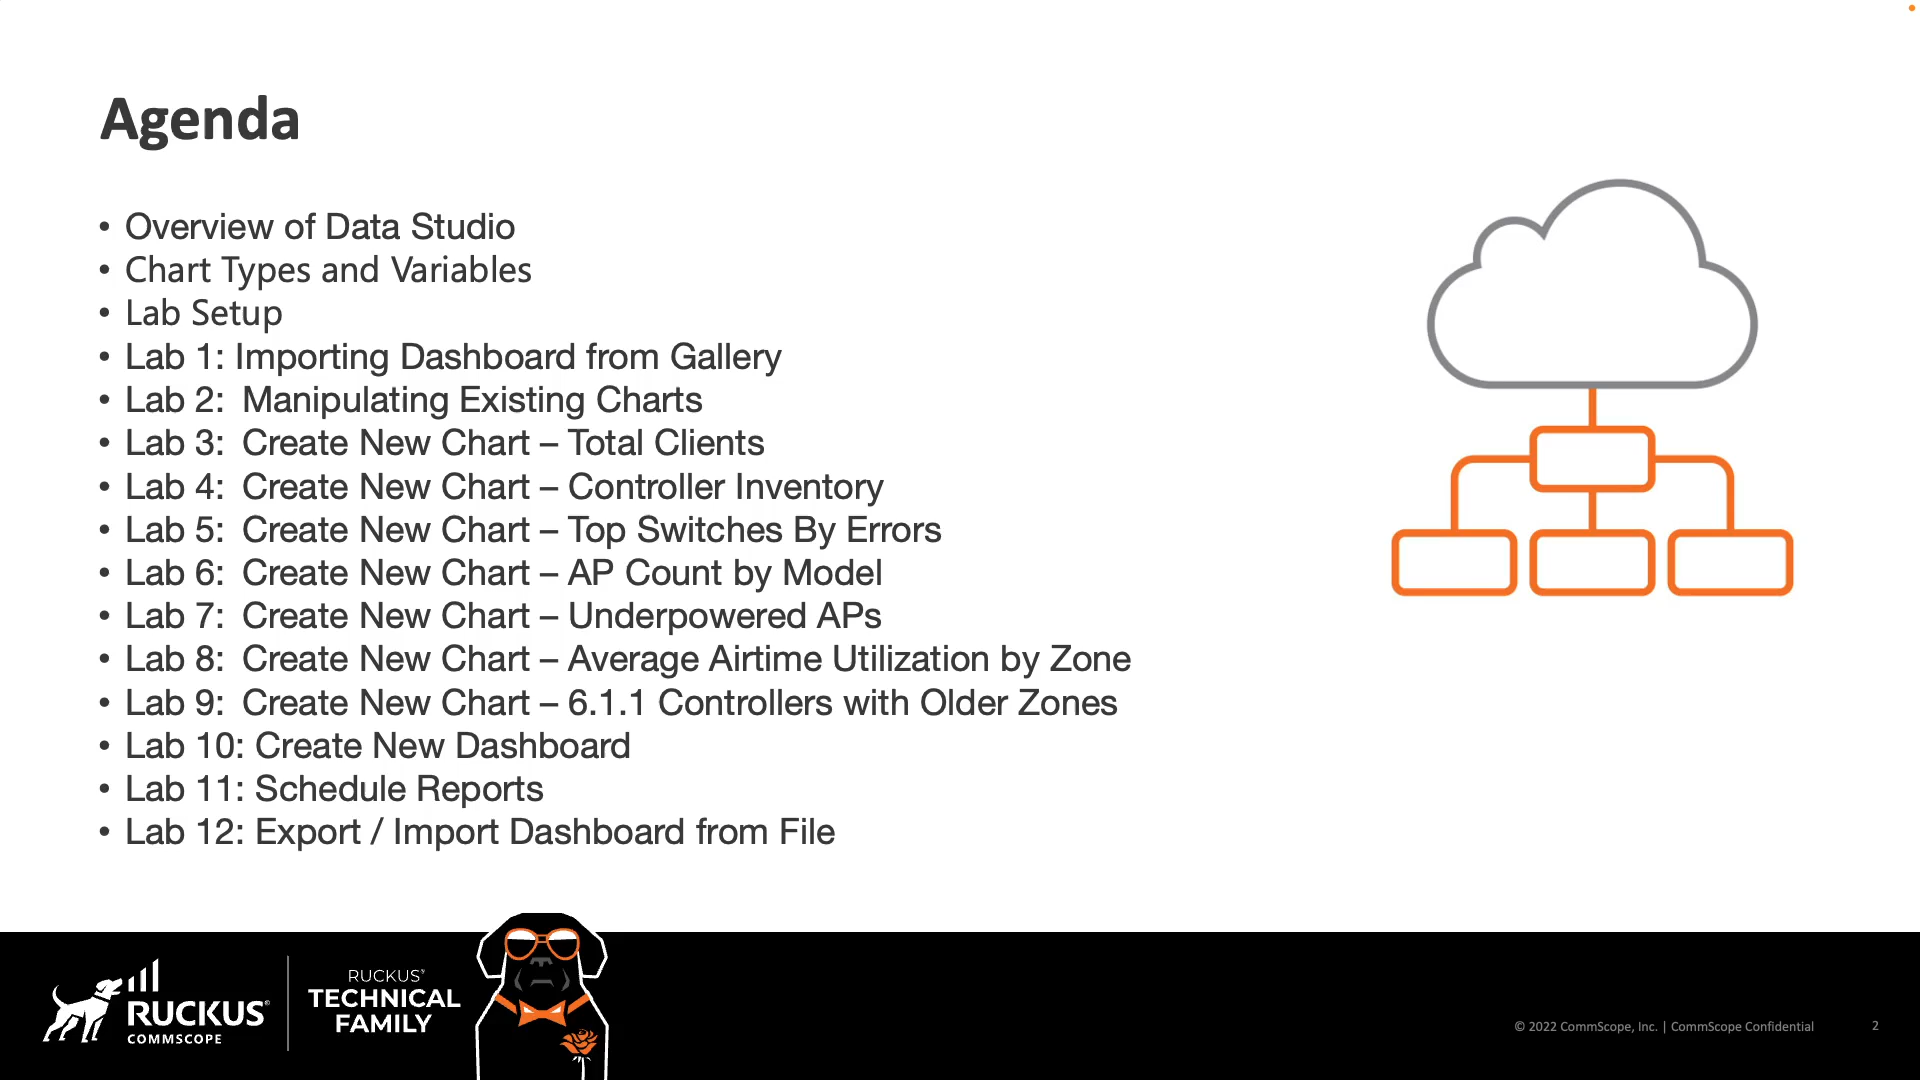 Agenda
• Overview of Data Studio
• Chart Types and Variables
• Lab Setup
• Lab 1: Importing Dashboard from Gallery
• Lab 2:  Manipulating Existing Charts
• Lab 3:  Create New Chart – Total Clients
• Lab 4:  Create New Chart – Controller Inventory
• Lab 5:  Create New Chart – Top Switches By Errors
• Lab 6:  Create New Chart – AP Count by Model
• Lab 7:  Create New Chart – Underpowered APs
• Lab 8:  Create New Chart – Average Airtime Utilization by Zone
• Lab 9:  Create New Chart – 6.1.1 Controllers with Older Zones
• Lab 10: Create New Dashboard
• Lab 11: Schedule Reports
• Lab 12: Export / Import Dashboard from File
RUCKUS®
COMMSCOPE
RUCKUS®
TECHNICAL
FAMILY
© 2022 CommScope, Inc. | CommScope Confidential
2